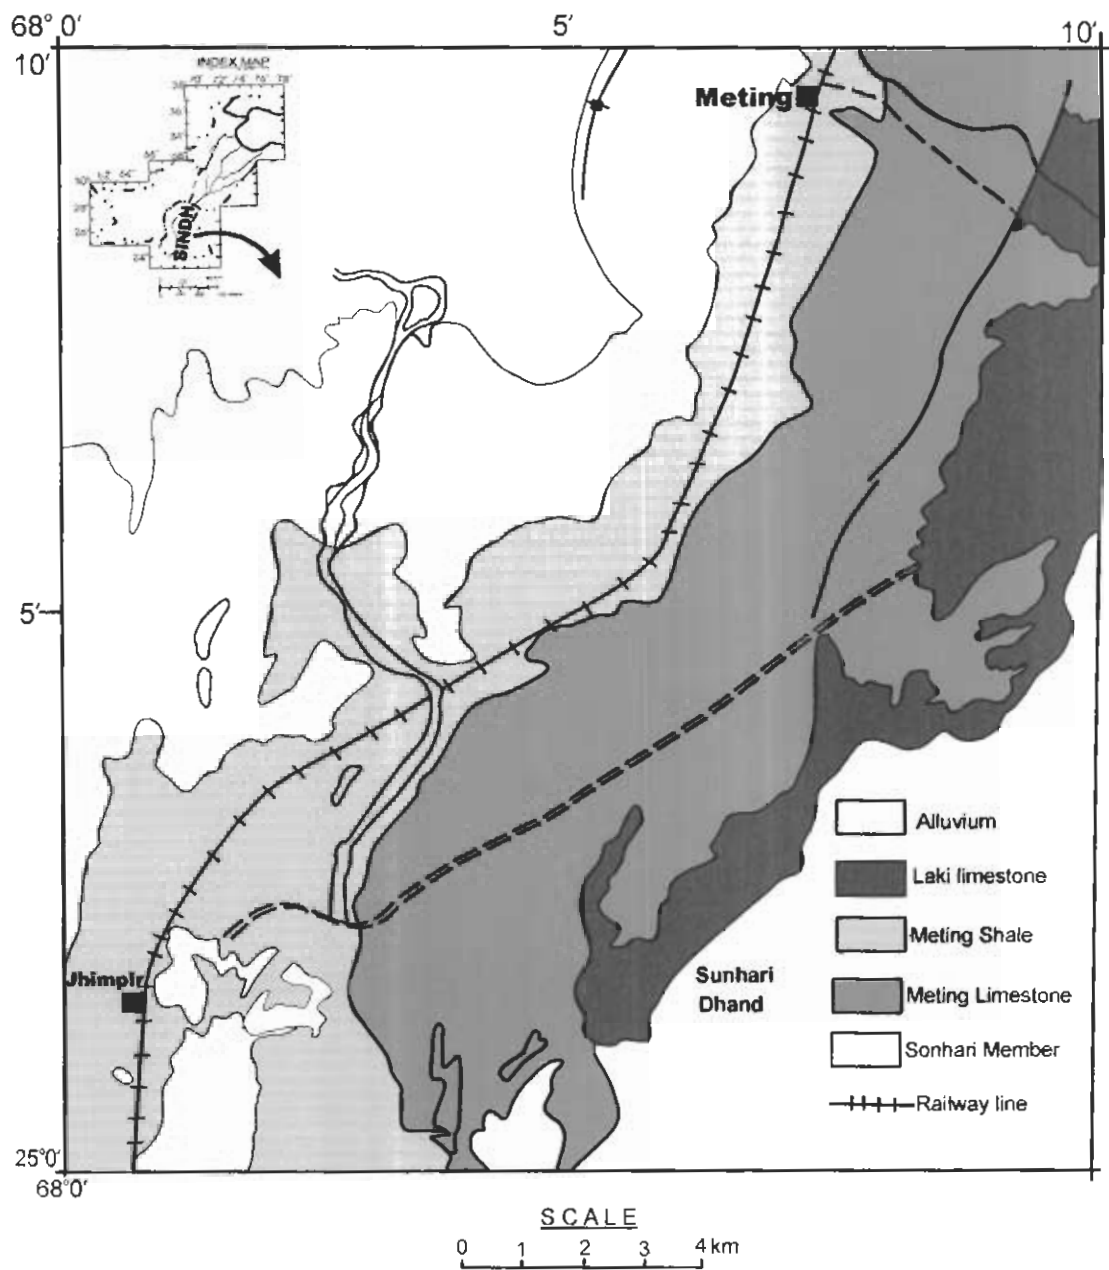 68° 0'
5'
10'
10'
INDEX MAP
SINDH
Meting
5'
Jhimpir
Sunhari
Dhand
Alluvium
Laki limestone
Meting Shale
Meting Limestone
Sonhari Member
Railway line
25°0'
68°0'
SCALE
0 1 2 3 4 km